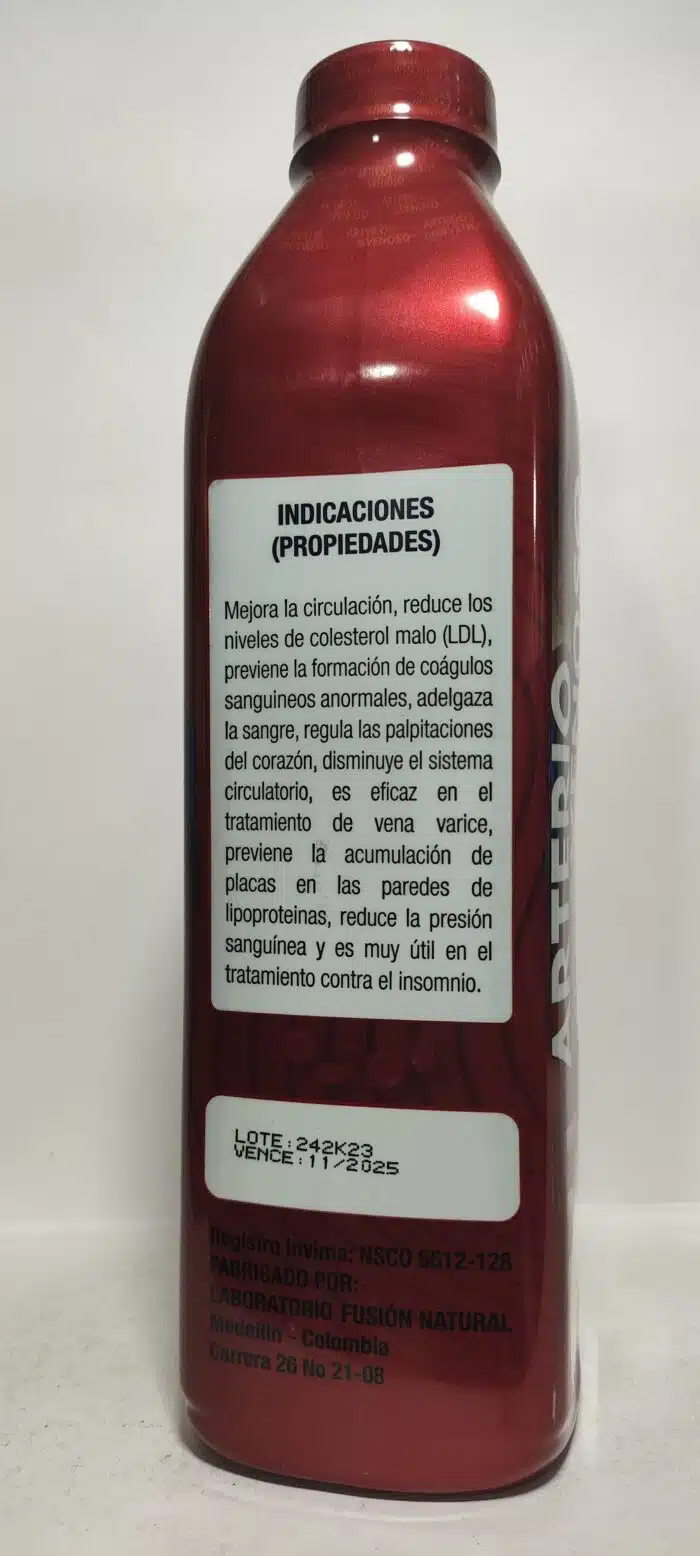 ARTERIO
VENOSO
INDICACIONES
(PROPIEDADES)
Mejora la circulación, reduce los
niveles de colesterol malo (LDL),
previene la formación de coágulos
sanguineos anormales, adelgaza
la sangre, regula las palpitaciones
del corazón, disminuye el sistema
circulatorio, es eficaz en el
tratamiento de vena varice,
previene la acumulación de
placas en las paredes de
lipoproteinas, reduce la presión
sanguínea y es muy útil en el
tratamiento contra el insomnio.
ARTERIO
LOTE:242K23
VENCE:11/2025
Registro Invima: NSCO 5612-128
FABRICADO POR:
LABORATORIO FUSIÓN NATURAL
Medellín - Colombia
Carrera 26 No 21-08